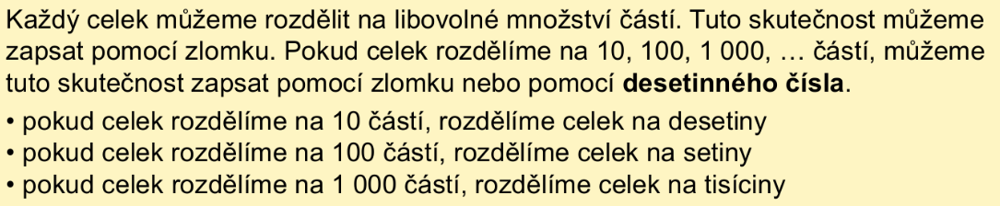 Každý celek můžeme rozdělit na libovolné množství částí. Tuto skutečnost můžeme
zapsat pomocí zlomku. Pokud celek rozdělíme na 10, 100, 1 000, … částí, můžeme
tuto skutečnost zapsat pomocí zlomku nebo pomocí desetinného čísla.
• pokud celek rozdělíme na 10 částí, rozdělíme celek na desetiny
• pokud celek rozdělíme na 100 částí, rozdělíme celek na setiny
• pokud celek rozdělíme na 1 000 částí, rozdělíme celek na tisíciny